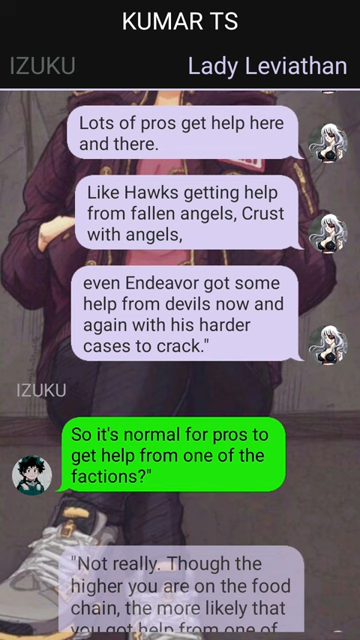 KUMAR TS
IZUKU
Lady Leviathan
Lots of pros get help here
and there.
Like Hawks getting help
from fallen angels, Crust
with angels,
even Endeavor got some
help from devils now and
again with his harder
cases to crack."
IZUKU
So it's normal for pros to
get help from one of the
factions?"
"Not really. Though the
higher you are on the food
chain, the more likely that
you got help from one of